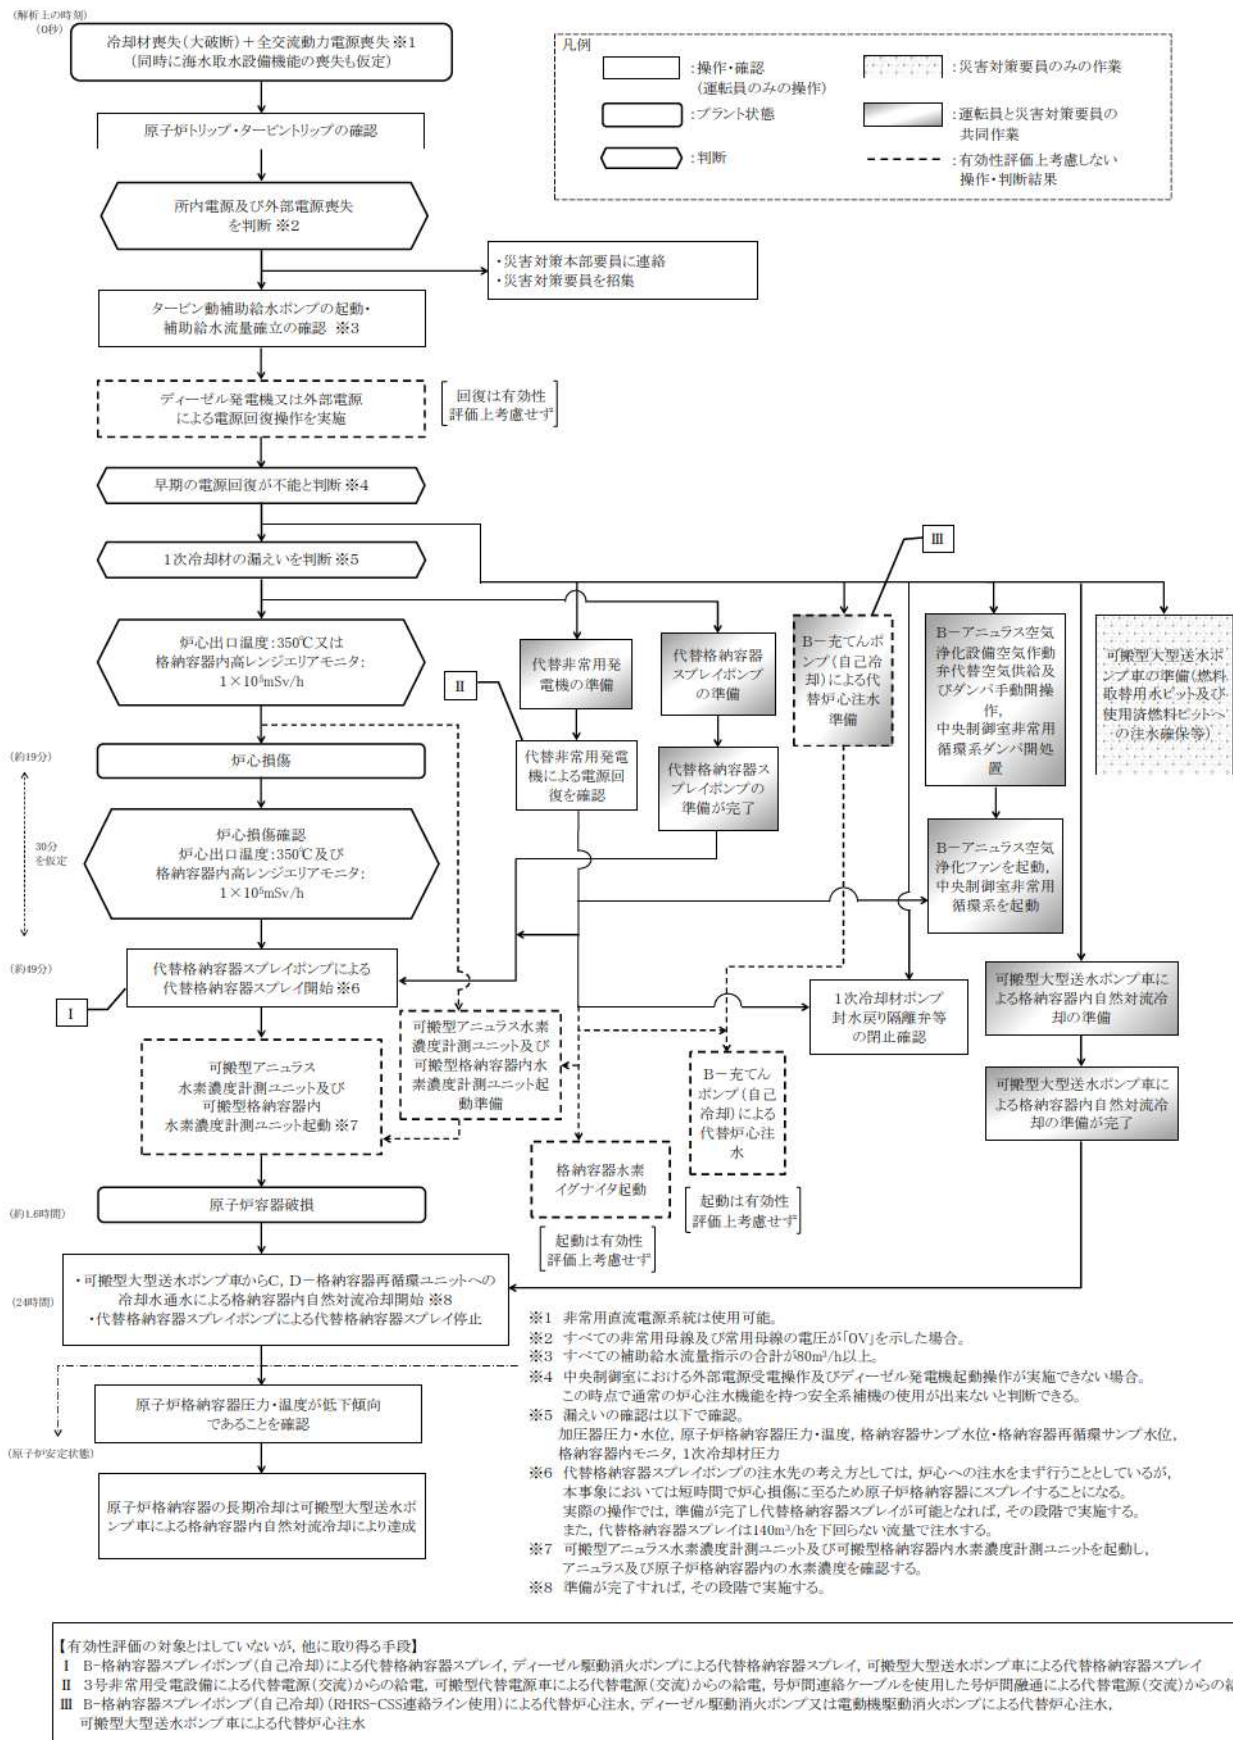 (解析上の時刻)
(0秒)
冷却材喪失(大破断)+全交流動力電源喪失※1
(同時に海水取水設備機能の喪失も仮定)
凡例
:操作・確認
(運転員のみの操作)
:プラント状態
:判断
:災害対策要員のみの作業
:運転員と災害対策要員の
共同作業
:有効性評価上考慮しない
操作・判断結果
原子炉トリップ・タービントリップの確認
所内電源及び外部電源喪失
を判断※2
・災害対策本部要員に連絡
・災害対策要員を招集
タービン動補助給水ポンプの起動・
補助給水流量確立の確認 ※3
ディーゼル発電機又は外部電源
による電源回復操作を実施
回復は有効性
評価上考慮せず
早期の電源回復が不能と判断※4
1次冷却材の漏えいを判断※5
Ⅲ
炉心出口温度:350℃又は
格納容器内高レンジエリアモニタ:
1×10⁵mSv/h
Ⅱ
代替非常用発
電機の準備
代替格納容器
スプレイポンプ
の準備
B-充てんポ
ンプ(自己冷
却)による代
替炉心注水
準備
B-アニュラス空気
浄化設備空気作動
弁代替空気供給及
びダンパ手動開操
作,
中央制御室非常用
循環系ダンパ開処
置
可搬型大型送水ポ
ンプ車の準備(燃料
取替用水ピット及び
使用済燃料ピットへ
の注水確保等)
(約19分)
炉心損傷
代替非常用発電
機による電源回
復を確認
代替格納容器ス
プレイポンプの
準備が完了
30分
を仮定
炉心損傷確認
炉心出口温度:350℃及び
格納容器内高レンジエリアモニタ:
1×10⁵mSv/h
B-アニュラス空気
浄化ファンを起動,
中央制御室非常用
循環系を起動
(約49分)
代替格納容器スプレイポンプによる
代替格納容器スプレイ開始※6
Ⅰ
1次冷却材ポンプ
封水戻り隔離弁等
の閉止確認
可搬型大型送水ポンプ車に
よる格納容器内自然対流冷
却の準備
可搬型アニュラス水素
濃度計測ユニット及び
可搬型格納容器内水
素濃度計測ユニット起
動準備
可搬型アニュラス
水素濃度計測ユニット及び
可搬型格納容器内
水素濃度計測ユニット起動※7
B-充てん
ポンプ(自己
冷却)による
代替炉心注
水
可搬型大型送水ポンプ車に
よる格納容器内自然対流冷
却の準備が完了
格納容器水素
イグナイタ起動
起動は有効性
評価上考慮せず
起動は有効性
評価上考慮せず
(約1.6時間)
原子炉容器破損
(24時間)
・可搬型大型送水ポンプ車からC,D-格納容器再循環ユニットへの
冷却水通水による格納容器内自然対流冷却開始※8
・代替格納容器スプレイポンプによる代替格納容器スプレイ停止
原子炉格納容器圧力・温度が低下傾向
であることを確認
(原子炉安定状態)
原子炉格納容器の長期冷却は可搬型大型送水ポ
ンプ車による格納容器内自然対流冷却により達成
※1 非常用直流電源系統は使用可能。
※2 すべての非常用母線及び常用母線の電圧が「0V」を示した場合。
※3 すべての補助給水流量指示の合計が80m³/h以上。
※4 中央制御室における外部電源受電操作及びディーゼル発電機起動操作が実施できない場合。
この時点で通常の炉心注水機能を持つ安全系補機の使用が出来ないと判断できる。
※5 漏えいの確認は以下で確認。
加圧器圧力・水位,原子炉格納容器圧力・温度,格納容器サンプ水位・格納容器再循環サンプ水位,
格納容器内モニタ,1次冷却材圧力
※6 代替格納容器スプレイポンプの注水先の考え方としては,炉心への注水をまず行うこととしているが,
本事象においては短時間で炉心損傷に至るため原子炉格納容器にスプレイすることになる。
実際の操作では,準備が完了し代替格納容器スプレイが可能となれば,その段階で実施する。
また,代替格納容器スプレイは140m³/hを下回らない流量で注水する。
※7 可搬型アニュラス水素濃度計測ユニット及び可搬型格納容器内水素濃度計測ユニットを起動し,
アニュラス及び原子炉格納容器内の水素濃度を確認する。
※8 準備が完了すれば,その段階で実施する。
【有効性評価の対象とはしていないが,他に取り得る手段】
Ⅰ B-格納容器スプレイポンプ(自己冷却)による代替格納容器スプレイ,ディーゼル駆動消火ポンプによる代替格納容器スプレイ,可搬型大型送水ポンプ車による代替格納容器スプレイ
Ⅱ 3号非常用受電設備による代替電源(交流)からの給電,可搬型代替電源車による代替電源(交流)からの給電,号炉間連絡ケーブルを使用した号炉間融通による代替電源(交流)からの給
Ⅲ B-格納容器スプレイポンプ(自己冷却)(RHRS-CSS連絡ライン使用)による代替炉心注水,ディーゼル駆動消火ポンプ又は電動機駆動消火ポンプによる代替炉心注水,
可搬型大型送水ポンプ車による代替炉心注水